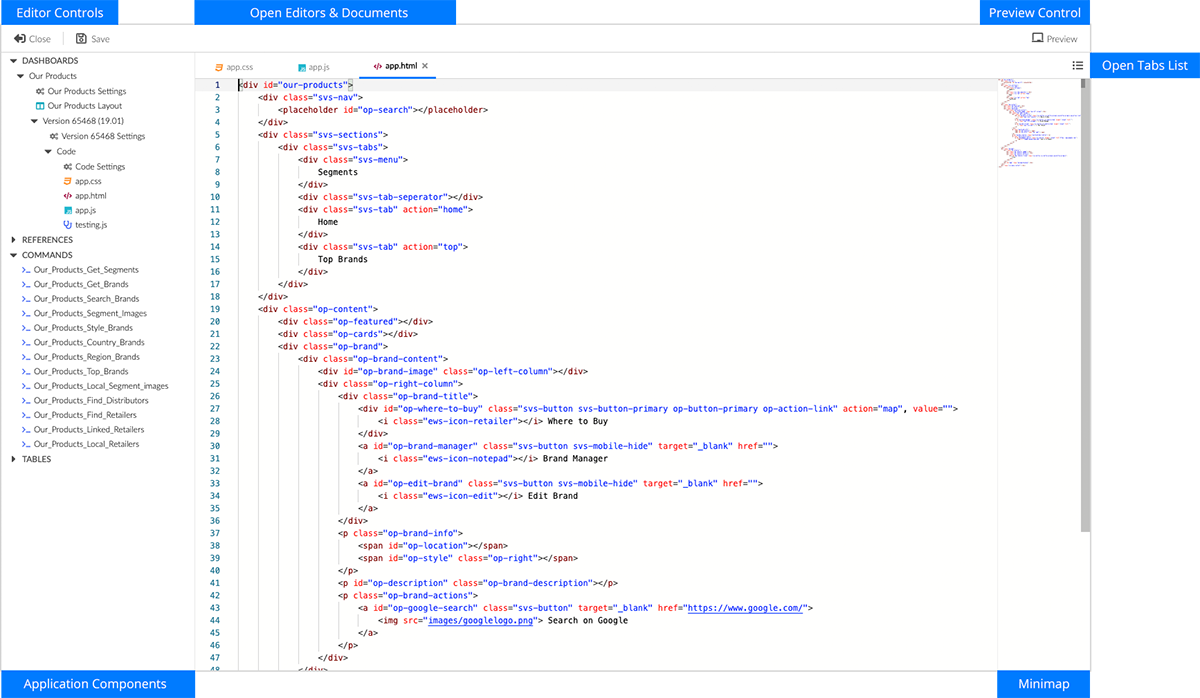 Editor Controls
Open Editors & Documents
Preview Control
Close
Save
Preview
Open Tabs List
DASHBOARDS
Our Products
Our Products Settings
Our Products Layout
Version 65468 (19.01)
Version 65468 Settings
Code
Code Settings
app.css
app.html
app.js
testing.js
REFERENCES
COMMANDS
Our_Products_Get_Segments
Our_Products_Get_Brands
Our_Products_Search_Brands
Our_Products_Segment_Images
Our_Products_Style_Brands
Our_Products_Country_Brands
Our_Products_Region_Brands
Our_Products_Top_Brands
Our_Products_Local_Segment_images
Our_Products_Find_Distributors
Our_Products_Find_Retailers
Our_Products_Linked_Retailers
Our_Products_Local_Retailers
TABLES
app.css
app.js
app.html
1 <div id="our-products">
2 <div class="svs-nav">
3 <placeholder id="op-search"></placeholder>
4 </div>
5 <div class="svs-sections">
6 <div class="svs-tabs">
7 <div class="svs-menu">
8 Segments
9 </div>
10 <div class="svs-tab-seperator"></div>
11 <div class="svs-tab" action="home">
12 Home
13 </div>
14 <div class="svs-tab" action="top">
15 Top Brands
16 </div>
17 </div>
18 </div>
19 <div class="op-content">
20 <div class="op-featured"></div>
21 <div class="op-cards"></div>
22 <div class="op-brand">
23 <div class="op-brand-content">
24 <div id="op-brand-image" class="op-left-column"></div>
25 <div class="op-right-column">
26 <div class="op-brand-title">
27 <div id="op-where-to-buy" class="svs-button svs-button-primary op-button-primary op-action-link" action="map", value="">
28 <i class="ews-icon-retailer"></i> Where to Buy
29 </div>
30 <a id="op-brand-manager" class="svs-button svs-mobile-hide" target="_blank" href="">
31 <i class="ews-icon-notepad"></i> Brand Manager
32 </a>
33 <a id="op-edit-brand" class="svs-button svs-mobile-hide" target="_blank" href="">
34 <i class="ews-icon-edit"></i> Edit Brand
35 </a>
36 </div>
37 <p class="op-brand-info">
38 <span id="op-location"></span>
39 <span id="op-style" class="op-right"></span>
40 </p>
41 <p id="op-description" class="op-brand-description"></p>
42 <p class="op-brand-actions">
43 <a id="op-google-search" class="svs-button" target="_blank" href="https://www.google.com/">
44 <img src="images/googlelogo.png"> Search on Google
45 </a>
46 </p>
47 </div>
48 </div>
Application Components
Minimap